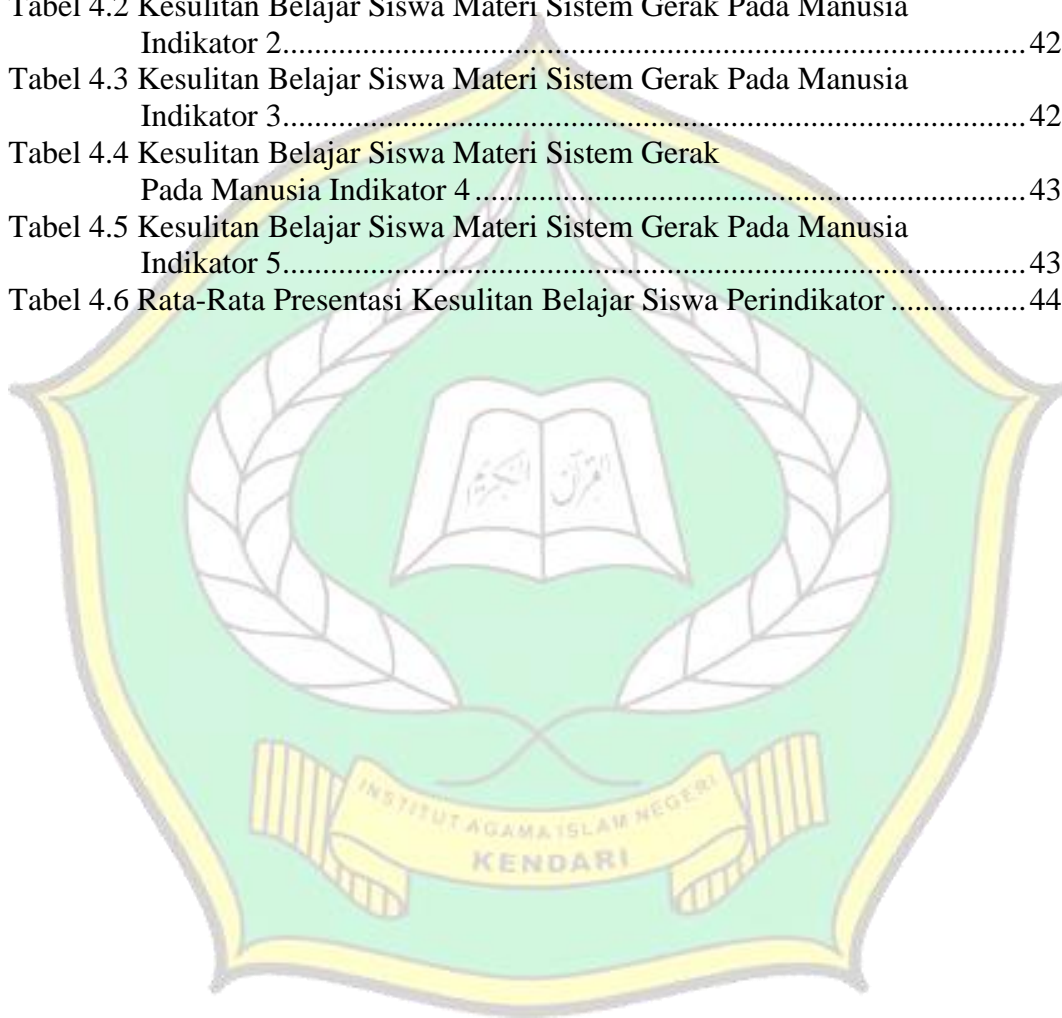 Tabel 4.2 Kesulitan Belajar Siswa Materi Sistem Gerak Pada Manusia
Indikator 2.......................................................................................................42
Tabel 4.3 Kesulitan Belajar Siswa Materi Sistem Gerak Pada Manusia
Indikator 3.......................................................................................................42
Tabel 4.4 Kesulitan Belajar Siswa Materi Sistem Gerak
Pada Manusia Indikator 4.............................................................................43
Tabel 4.5 Kesulitan Belajar Siswa Materi Sistem Gerak Pada Manusia
Indikator 5.......................................................................................................43
Tabel 4.6 Rata-Rata Presentasi Kesulitan Belajar Siswa Perindikator ................44
القرآن الكريم
INSTITUT AGAMA ISLAM NEGERI
KENDARI